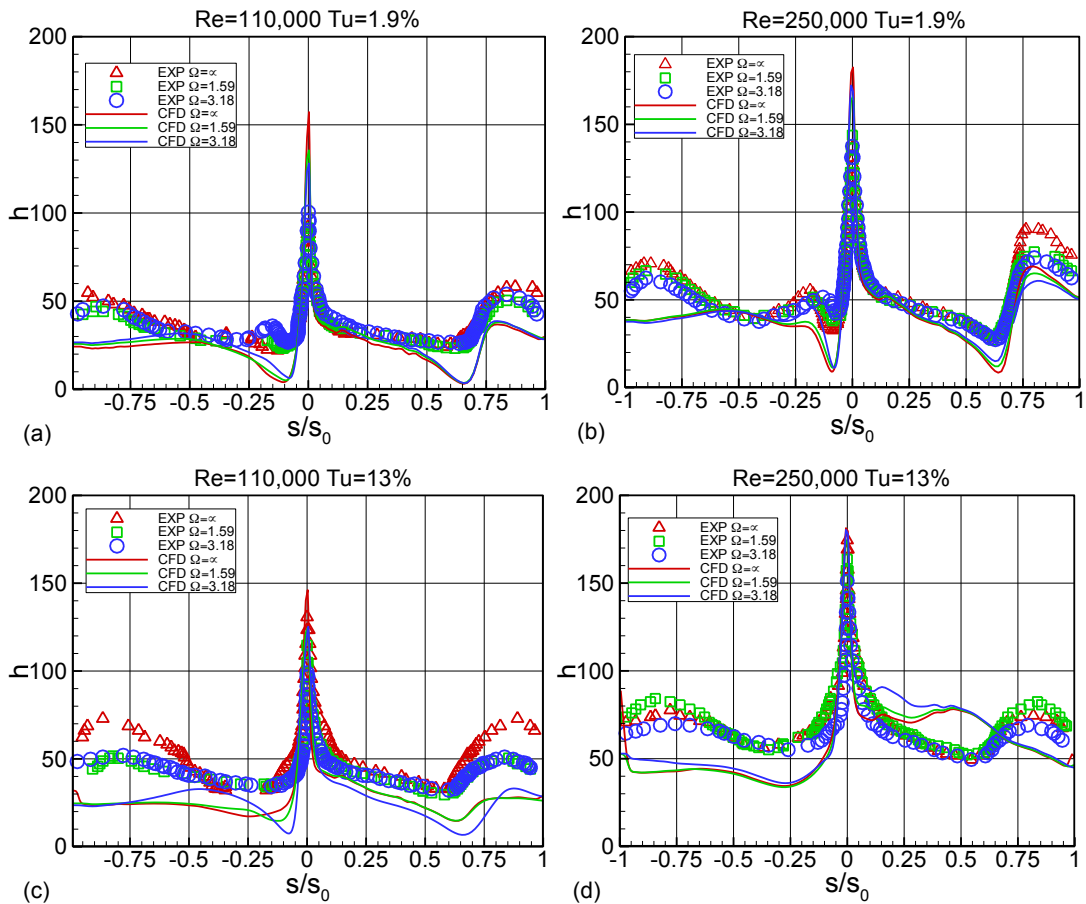 Re=110,000 Tu=1.9%
200
150
100
50
0
h
EXP Ω=∝
EXP Ω=1.59
EXP Ω=3.18
CFD Ω=∝
CFD Ω=1.59
CFD Ω=3.18
-0.75 -0.5 -0.25 0 0.25 0.5 0.75 1
s/s0
(a)
Re=250,000 Tu=1.9%
200
150
100
50
0
h
EXP Ω=∝
EXP Ω=1.59
EXP Ω=3.18
CFD Ω=∝
CFD Ω=1.59
CFD Ω=3.18
-1 -0.75 -0.5 -0.25 0 0.25 0.5 0.75 1
s/s0
(b)
Re=110,000 Tu=13%
200
150
100
50
0
h
EXP Ω=∝
EXP Ω=1.59
EXP Ω=3.18
CFD Ω=∝
CFD Ω=1.59
CFD Ω=3.18
-0.75 -0.5 -0.25 0 0.25 0.5 0.75 1
s/s0
(c)
Re=250,000 Tu=13%
200
150
100
50
0
h
EXP Ω=∝
EXP Ω=1.59
EXP Ω=3.18
CFD Ω=∝
CFD Ω=1.59
CFD Ω=3.18
-1 -0.75 -0.5 -0.25 0 0.25 0.5 0.75 1
s/s0
(d)